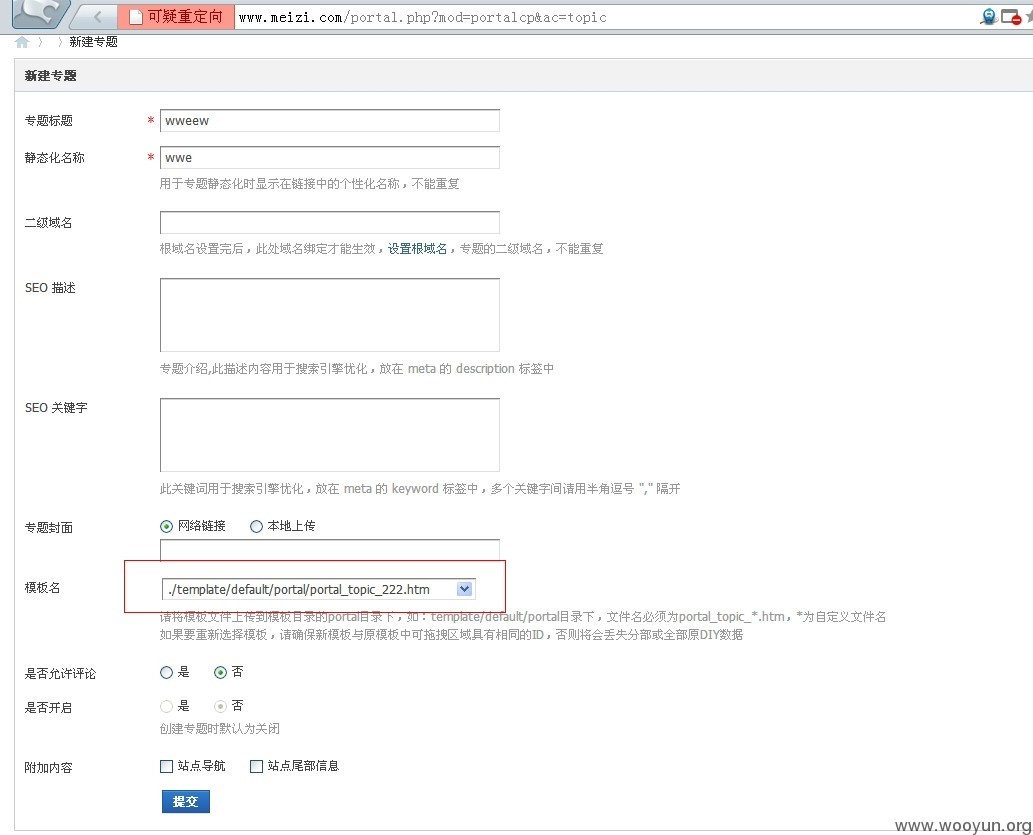 可疑重定向 www.meizi.com/portal.php?mod=portalcp&ac=topic
新建专题
新建专题
专题标题 * wweew
静态化名称 * wwe
用于专题静态化时显示在链接中的个性化名称，不能重复
二级域名
根域名设置完后，此处域名绑定才能生效，设置根域名，专题的二级域名，不能重复
SEO 描述
专题介绍,此描述内容用于搜索引擎优化，放在 meta 的 description 标签中
SEO 关键字
此关键词用于搜索引擎优化，放在 meta 的 keyword 标签中，多个关键字间请用半角逗号 "," 隔开
专题封面 网络链接 本地上传
模板名 ./template/default/portal/portal_topic_222.htm
请将模板文件上传到模板目录的portal目录下，如：template/default/portal目录下，文件名必须为portal_topic_*.htm，*为自定义文件名
如果要重新选择模板，请确保新模板与原模板中可拖拽区域具有相同的ID，否则将会丢失分部或全部原DIY数据
是否允许评论 是 否
是否开启 是 否
创建专题时默认为关闭
附加内容 站点导航 站点尾部信息
提交
www.wooyun.org